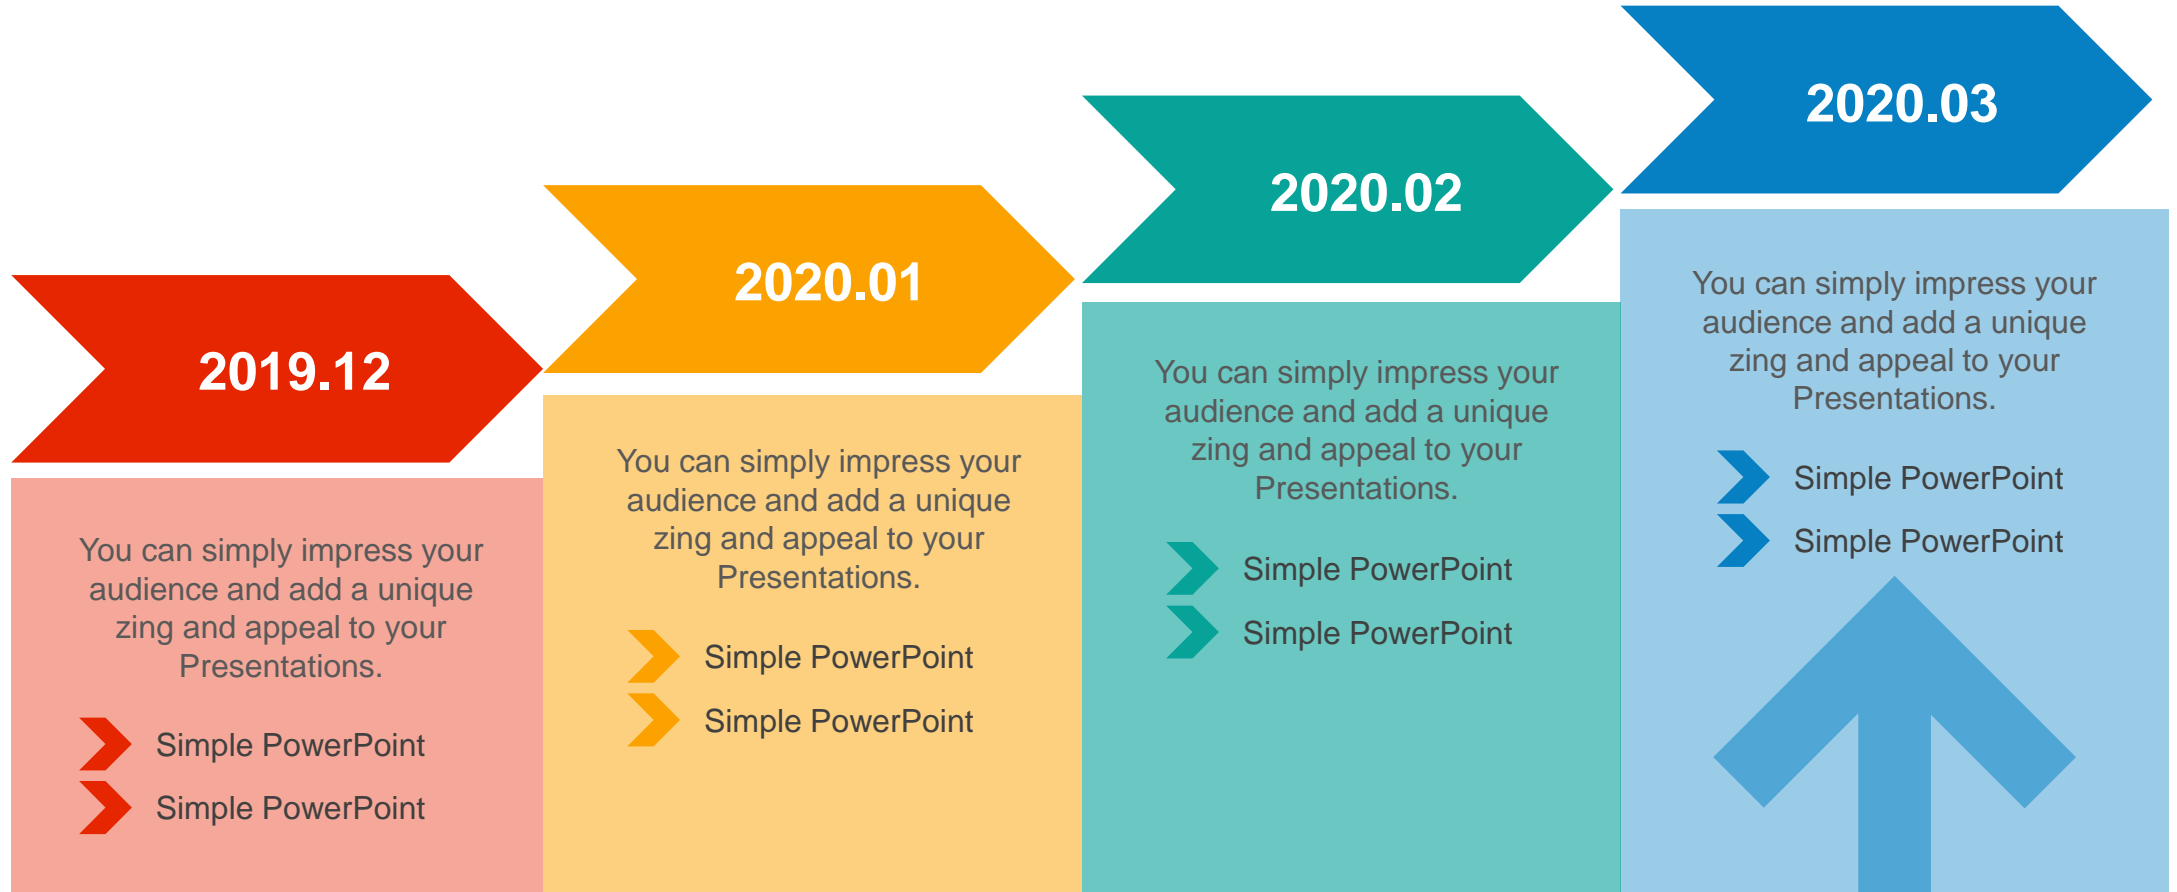 2019.12
You can simply impress your
audience and add a unique
zing and appeal to your
Presentations.
Simple PowerPoint
Simple PowerPoint
2020.01
You can simply impress your
audience and add a unique
zing and appeal to your
Presentations.
Simple PowerPoint
Simple PowerPoint
2020.02
You can simply impress your
audience and add a unique
zing and appeal to your
Presentations.
Simple PowerPoint
Simple PowerPoint
2020.03
You can simply impress your
audience and add a unique
zing and appeal to your
Presentations.
Simple PowerPoint
Simple PowerPoint